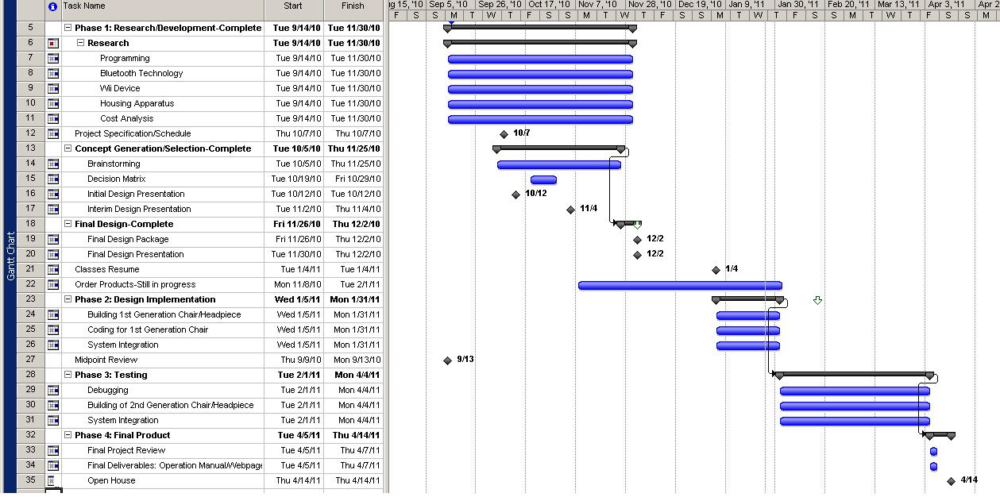 Task Name Start Finish ıg 15, '10 Sep 5, '10 Sep 26, '10 Oct 17, '10 Nov 7, '10 Nov 28, '10 Dec 19, '10 Jan 9, '11 Jan 30, '11 Feb 20, '11 Mar 13, '11 Apr 3, '11 Apr 2
F S S M T W T F S S M T W T F S S M T W T F S S M
5 Phase 1: Research/Development-Complete Tue 9/14/10 Tue 11/30/10
6 Research Tue 9/14/10 Tue 11/30/10
7 Programming Tue 9/14/10 Tue 11/30/10
8 Bluetooth Technology Tue 9/14/10 Tue 11/30/10
9 Wii Device Tue 9/14/10 Tue 11/30/10
10 Housing Apparatus Tue 9/14/10 Tue 11/30/10
11 Cost Analysis Tue 9/14/10 Tue 11/30/10
12 Project Specification/Schedule Thu 10/7/10 Thu 10/7/10 10/7
13 Concept Generation/Selection-Complete Tue 10/5/10 Thu 11/25/10
14 Brainstorming Tue 10/5/10 Thu 11/25/10
15 Decision Matrix Tue 10/19/10 Fri 10/29/10
16 Initial Design Presentation Tue 10/12/10 Tue 10/12/10 10/12
17 Interim Design Presentation Tue 11/2/10 Thu 11/4/10 11/4
18 Final Design-Complete Fri 11/26/10 Thu 12/2/10
19 Final Design Package Fri 11/26/10 Thu 12/2/10 12/2
20 Final Design Presentation Tue 11/30/10 Thu 12/2/10 12/2
21 Classes Resume Tue 1/4/11 Tue 1/4/11 1/4
22 Order Products-Still in progress Mon 11/8/10 Tue 2/1/11
23 Phase 2: Design Implementation Wed 1/5/11 Mon 1/31/11
24 Building 1st Generation Chair/Headpiece Wed 1/5/11 Mon 1/31/11
25 Coding for 1st Generation Chair Wed 1/5/11 Mon 1/31/11
26 System Integration Wed 1/5/11 Mon 1/31/11
27 Midpoint Review Thu 9/9/10 Mon 9/13/10 9/13
28 Phase 3: Testing Tue 2/1/11 Mon 4/4/11
29 Debugging Tue 2/1/11 Mon 4/4/11
30 Building of 2nd Generation Chair/Headpiece Tue 2/1/11 Mon 4/4/11
31 System Integration Tue 2/1/11 Mon 4/4/11
32 Phase 4: Final Product Tue 4/5/11 Thu 4/14/11
33 Final Project Review Tue 4/5/11 Thu 4/7/11
34 Final Deliverables: Operation Manual/Webpage Tue 4/5/11 Thu 4/7/11
35 Open House Thu 4/14/11 Thu 4/14/11 4/14
Gantt Chart